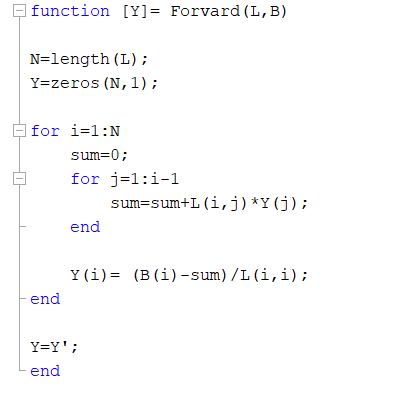 function [Y]= Forvard(L,B)
N=length(L);
Y=zeros(N,1);
for i=1:N
sum=0;
for j=1:i-1
sum=sum+L(i,j)*Y(j);
end
Y(i)= (B(i)-sum)/L(i,i);
end
Y=Y';
end